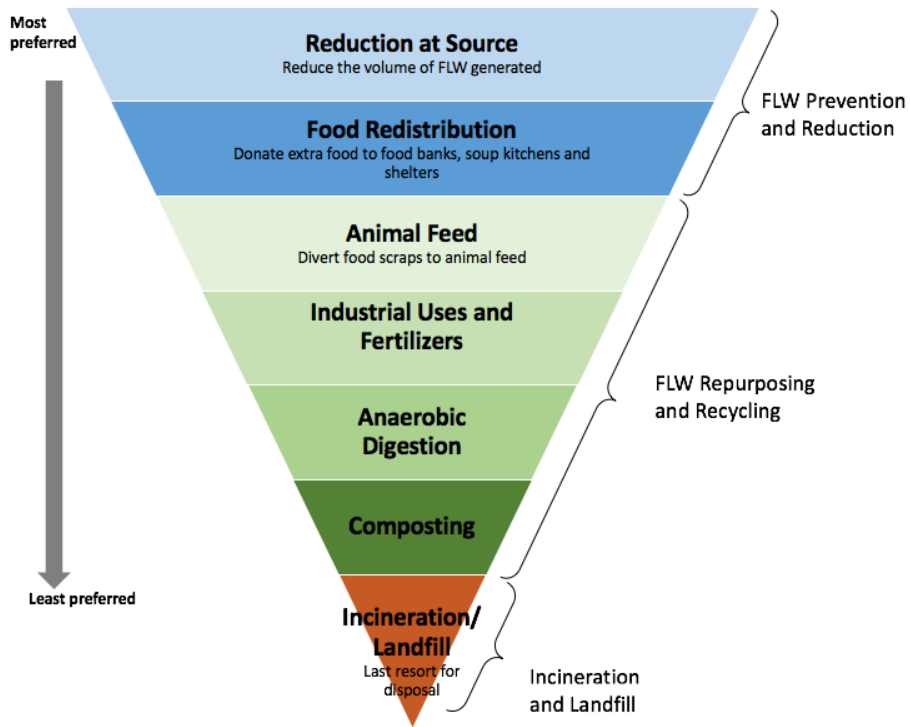 Most
preferred
Reduction at Source
Reduce the volume of FLW generated
FLW Prevention
and Reduction
Food Redistribution
Donate extra food to food banks, soup kitchens and
shelters
Animal Feed
Divert food scraps to animal feed
Industrial Uses and
Fertilizers
FLW Repurposing
and Recycling
Anaerobic
Digestion
Composting
Least preferred
Incineration/
Landfill
Last resort for
disposal
Incineration
and Landfill